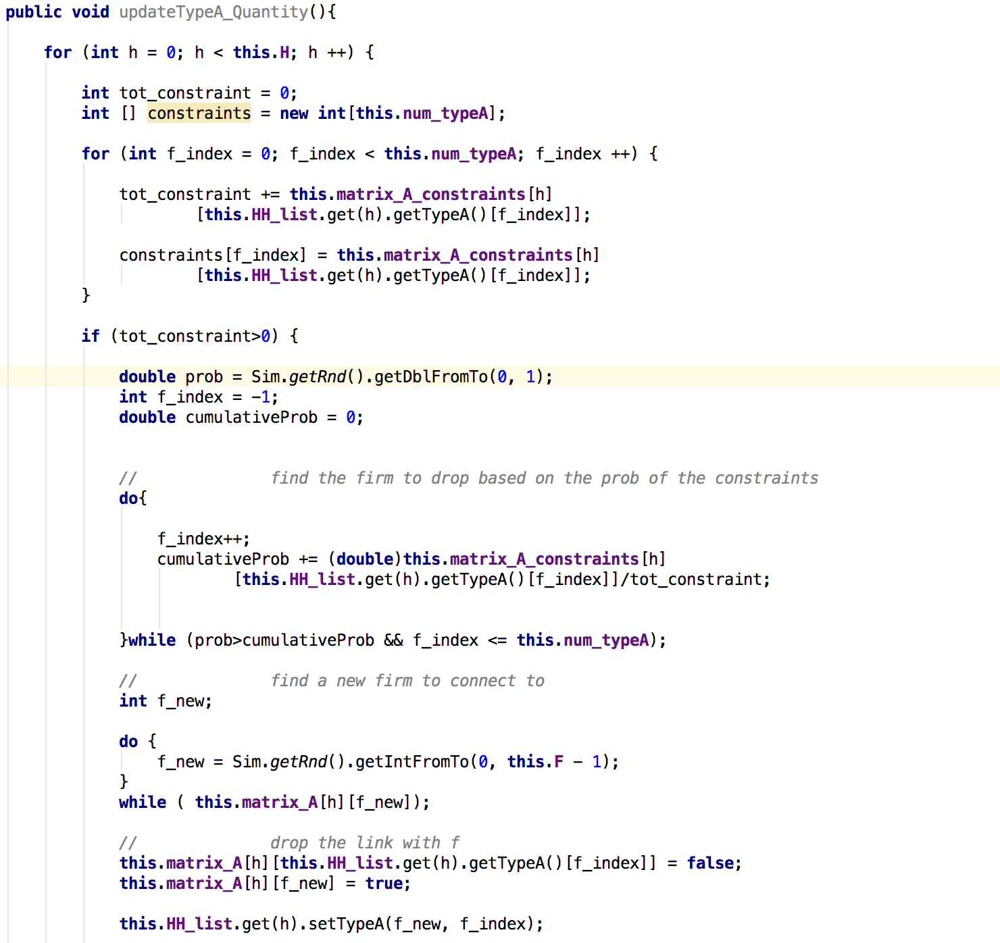 public void updateTypeA_Quantity(){
for (int h = 0; h < this.H; h ++) {
int tot_constraint = 0;
int [] constraints = new int[this.num_typeA];
for (int f_index = 0; f_index < this.num_typeA; f_index ++) {
tot_constraint += this.matrix_A_constraints[h]
[this.HH_list.get(h).getTypeA()[f_index]];
constraints[f_index] = this.matrix_A_constraints[h]
[this.HH_list.get(h).getTypeA()[f_index]];
}
if (tot_constraint>0) {
double prob = Sim.getRnd().getDblFromTo(0, 1);
int f_index = -1;
double cumulativeProb = 0;
// find the firm to drop based on the prob of the constraints
do{
f_index++;
cumulativeProb += (double)this.matrix_A_constraints[h]
[this.HH_list.get(h).getTypeA()[f_index]]/tot_constraint;
}while (prob>cumulativeProb && f_index <= this.num_typeA);
// find a new firm to connect to
int f_new;
do {
f_new = Sim.getRnd().getIntFromTo(0, this.F - 1);
}
while ( this.matrix_A[h][f_new]);
// drop the link with f
this.matrix_A[h][this.HH_list.get(h).getTypeA()[f_index]] = false;
this.matrix_A[h][f_new] = true;
this.HH_list.get(h).setTypeA(f_new, f_index);